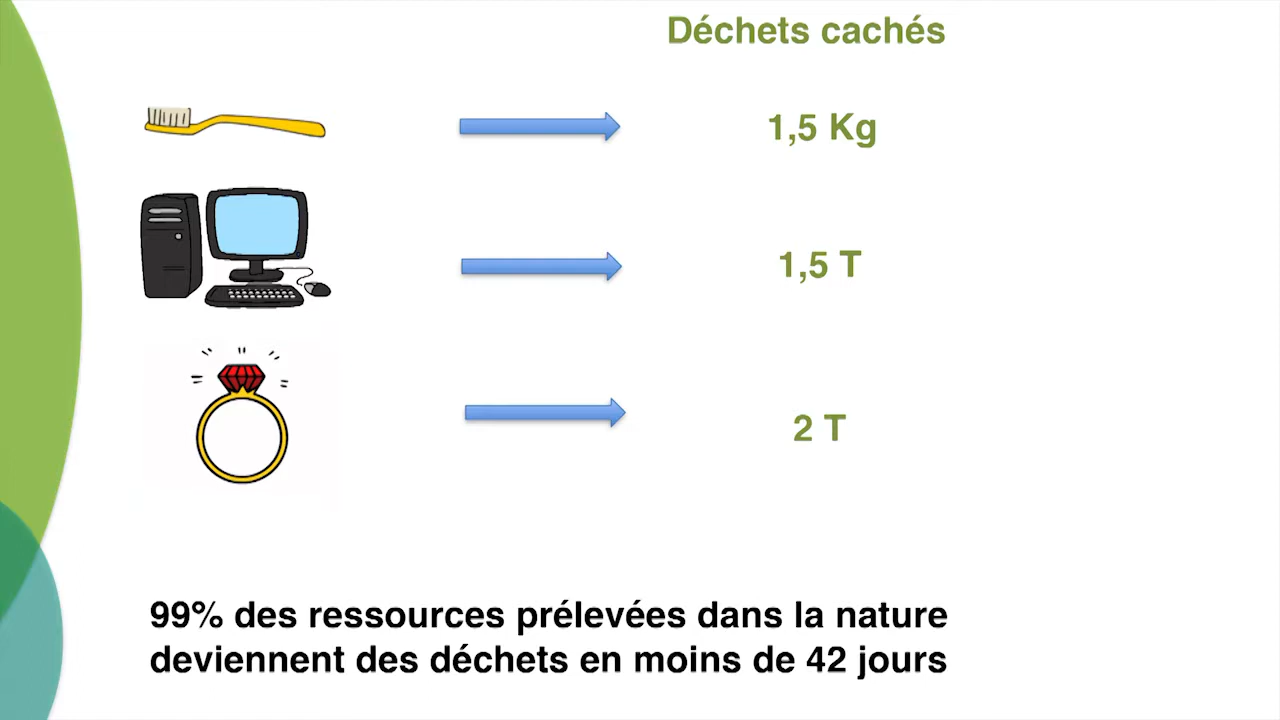 Déchets cachés
1,5 Kg
1,5 T
2 T
99% des ressources prélevées dans la nature
deviennent des déchets en moins de 42 jours